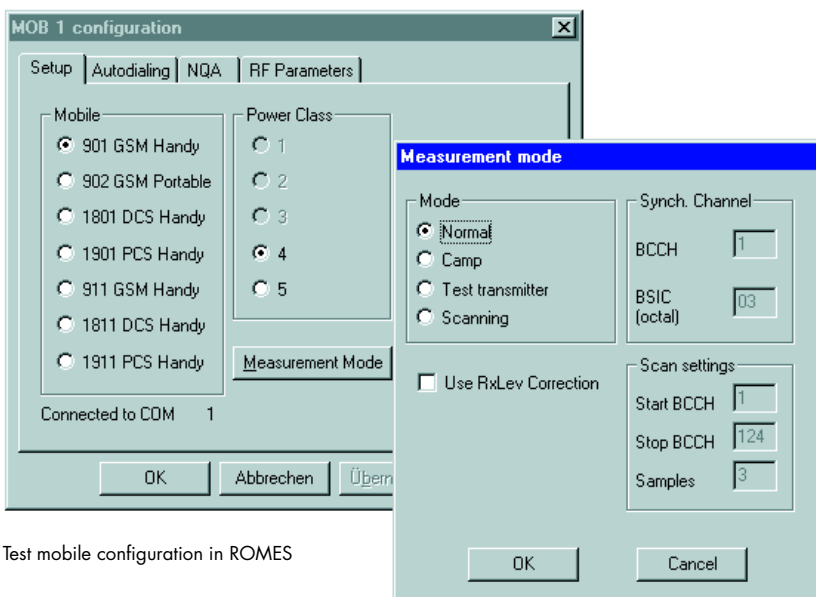 MOB 1 configuration
Setup Autodialing NQA RF Parameters
Mobile
901 GSM Handy
902 GSM Portable
1801 DCS Handy
1901 PCS Handy
911 GSM Handy
1811 DCS Handy
1911 PCS Handy
Power Class
1
2
3
4
5
Measurement Mode
Connected to COM 1
OK Abbrechen
Measurement mode
Mode
Normal
Camp
Test transmitter
Scanning
Use RxLev Correction
Synch. Channel
BCCH 1
BSIC 03
(octal)
Scan settings
Start BCCH 1
Stop BCCH 124
Samples 3
OK Cancel
Test mobile configuration in ROMES